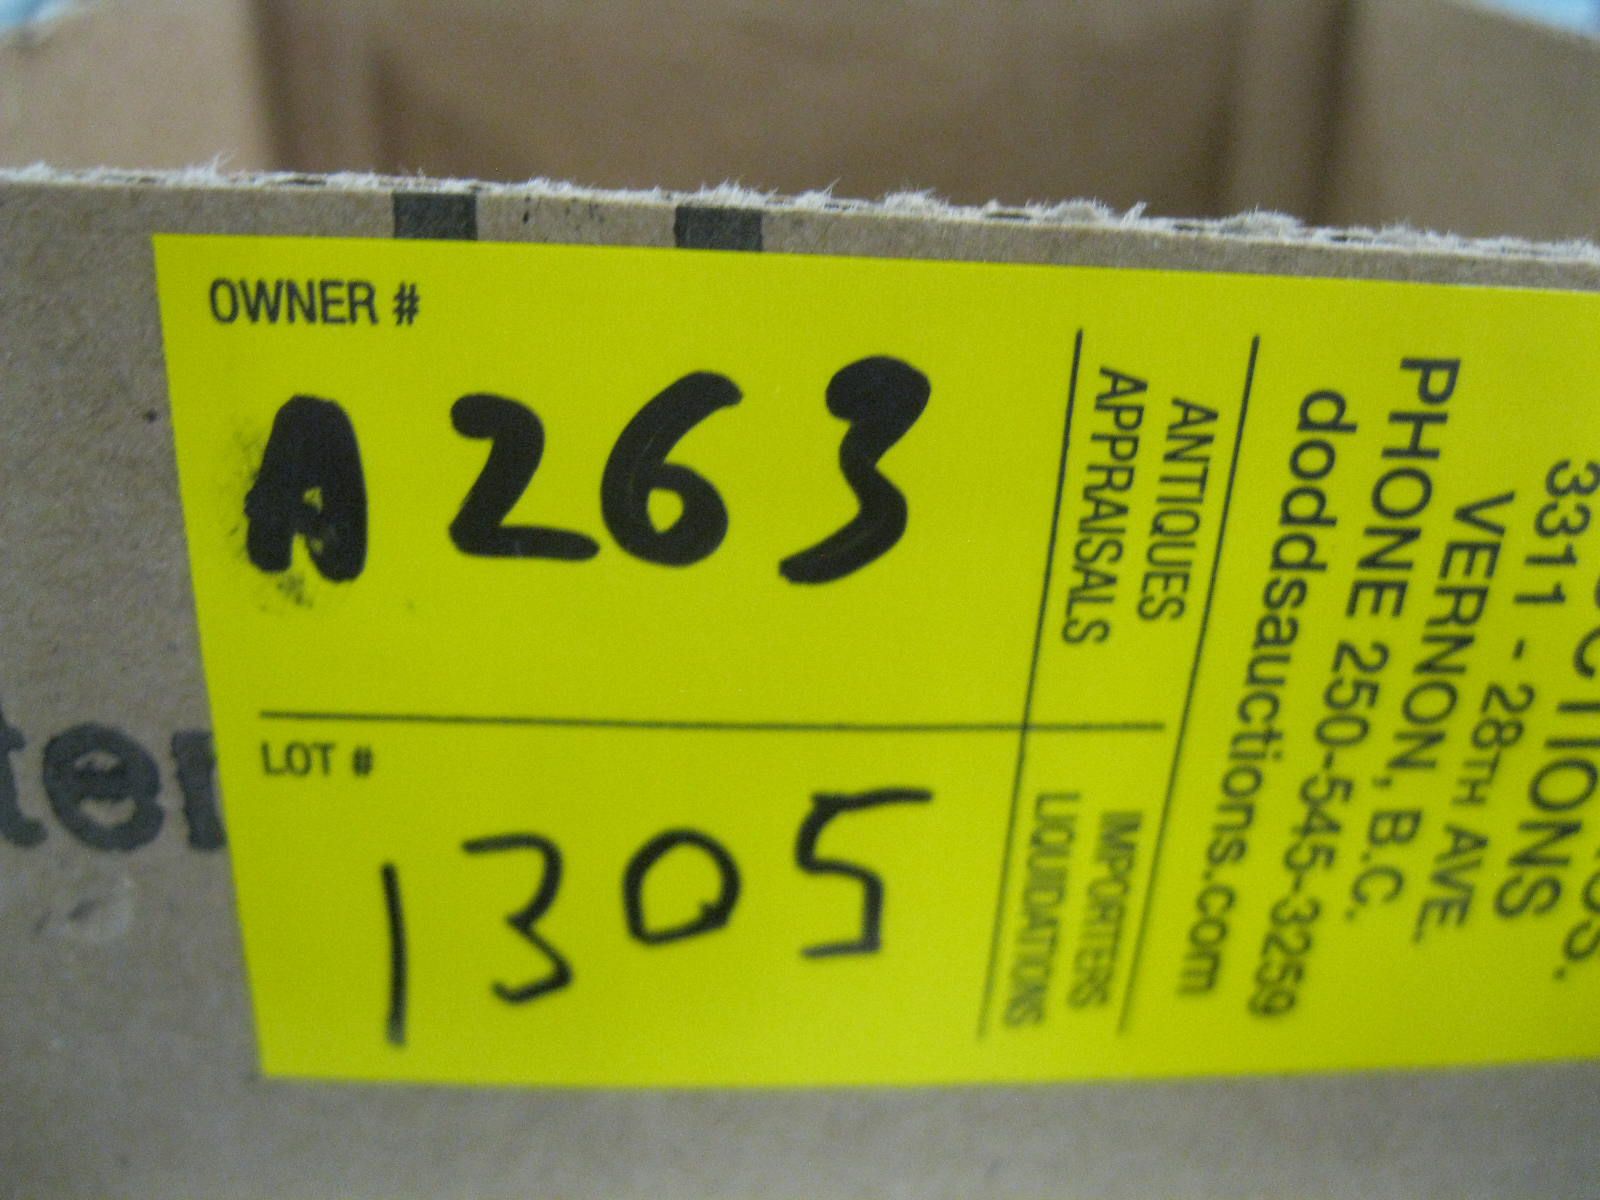 OWNER #
A263
LOT #
1305
ANTIQUES
APPRAISALS
IMPORTERS
LIQUIDATIONS
3311 - 28TH AVE.
VERNON, B.C.
PHONE 250-545-3259
doddsauctions.com